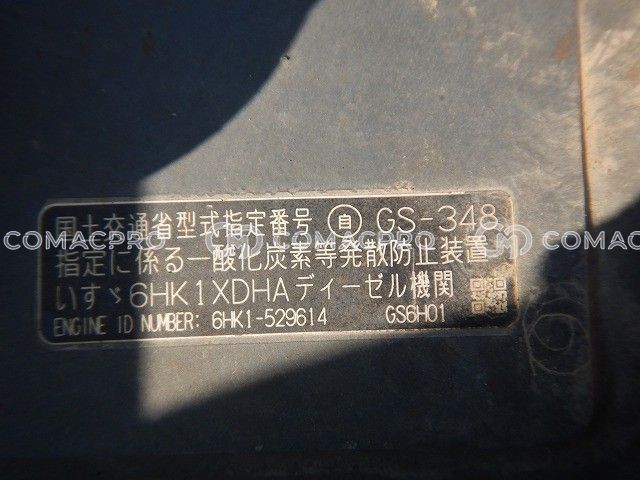 国土交通省型式指定番号 ㊂自 GS-348
指定に係る一酸化炭素等発散防止装置
いすゞ6HK1XDHAディーゼル機関
ENGINE ID NUMBER: 6HK1-529614 GS6H01
COMACPRO COMACPRO COMACPRO COMAC